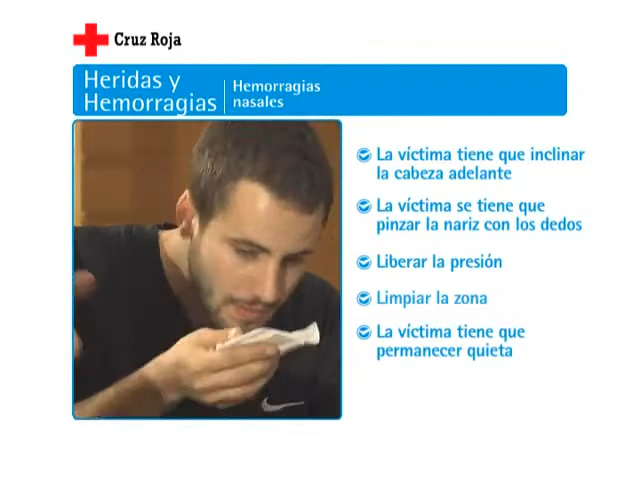 Cruz Roja
Heridas y
Hemorragias
Hemorragias
nasales
La víctima tiene que inclinar
la cabeza adelante
La víctima se tiene que
pinzar la nariz con los dedos
Liberar la presión
Limpiar la zona
La víctima tiene que
permanecer quieta